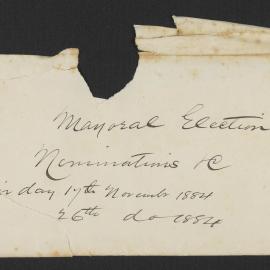 Mayoral Election
Nominations &c
day 17th November 1884
26th do 1884